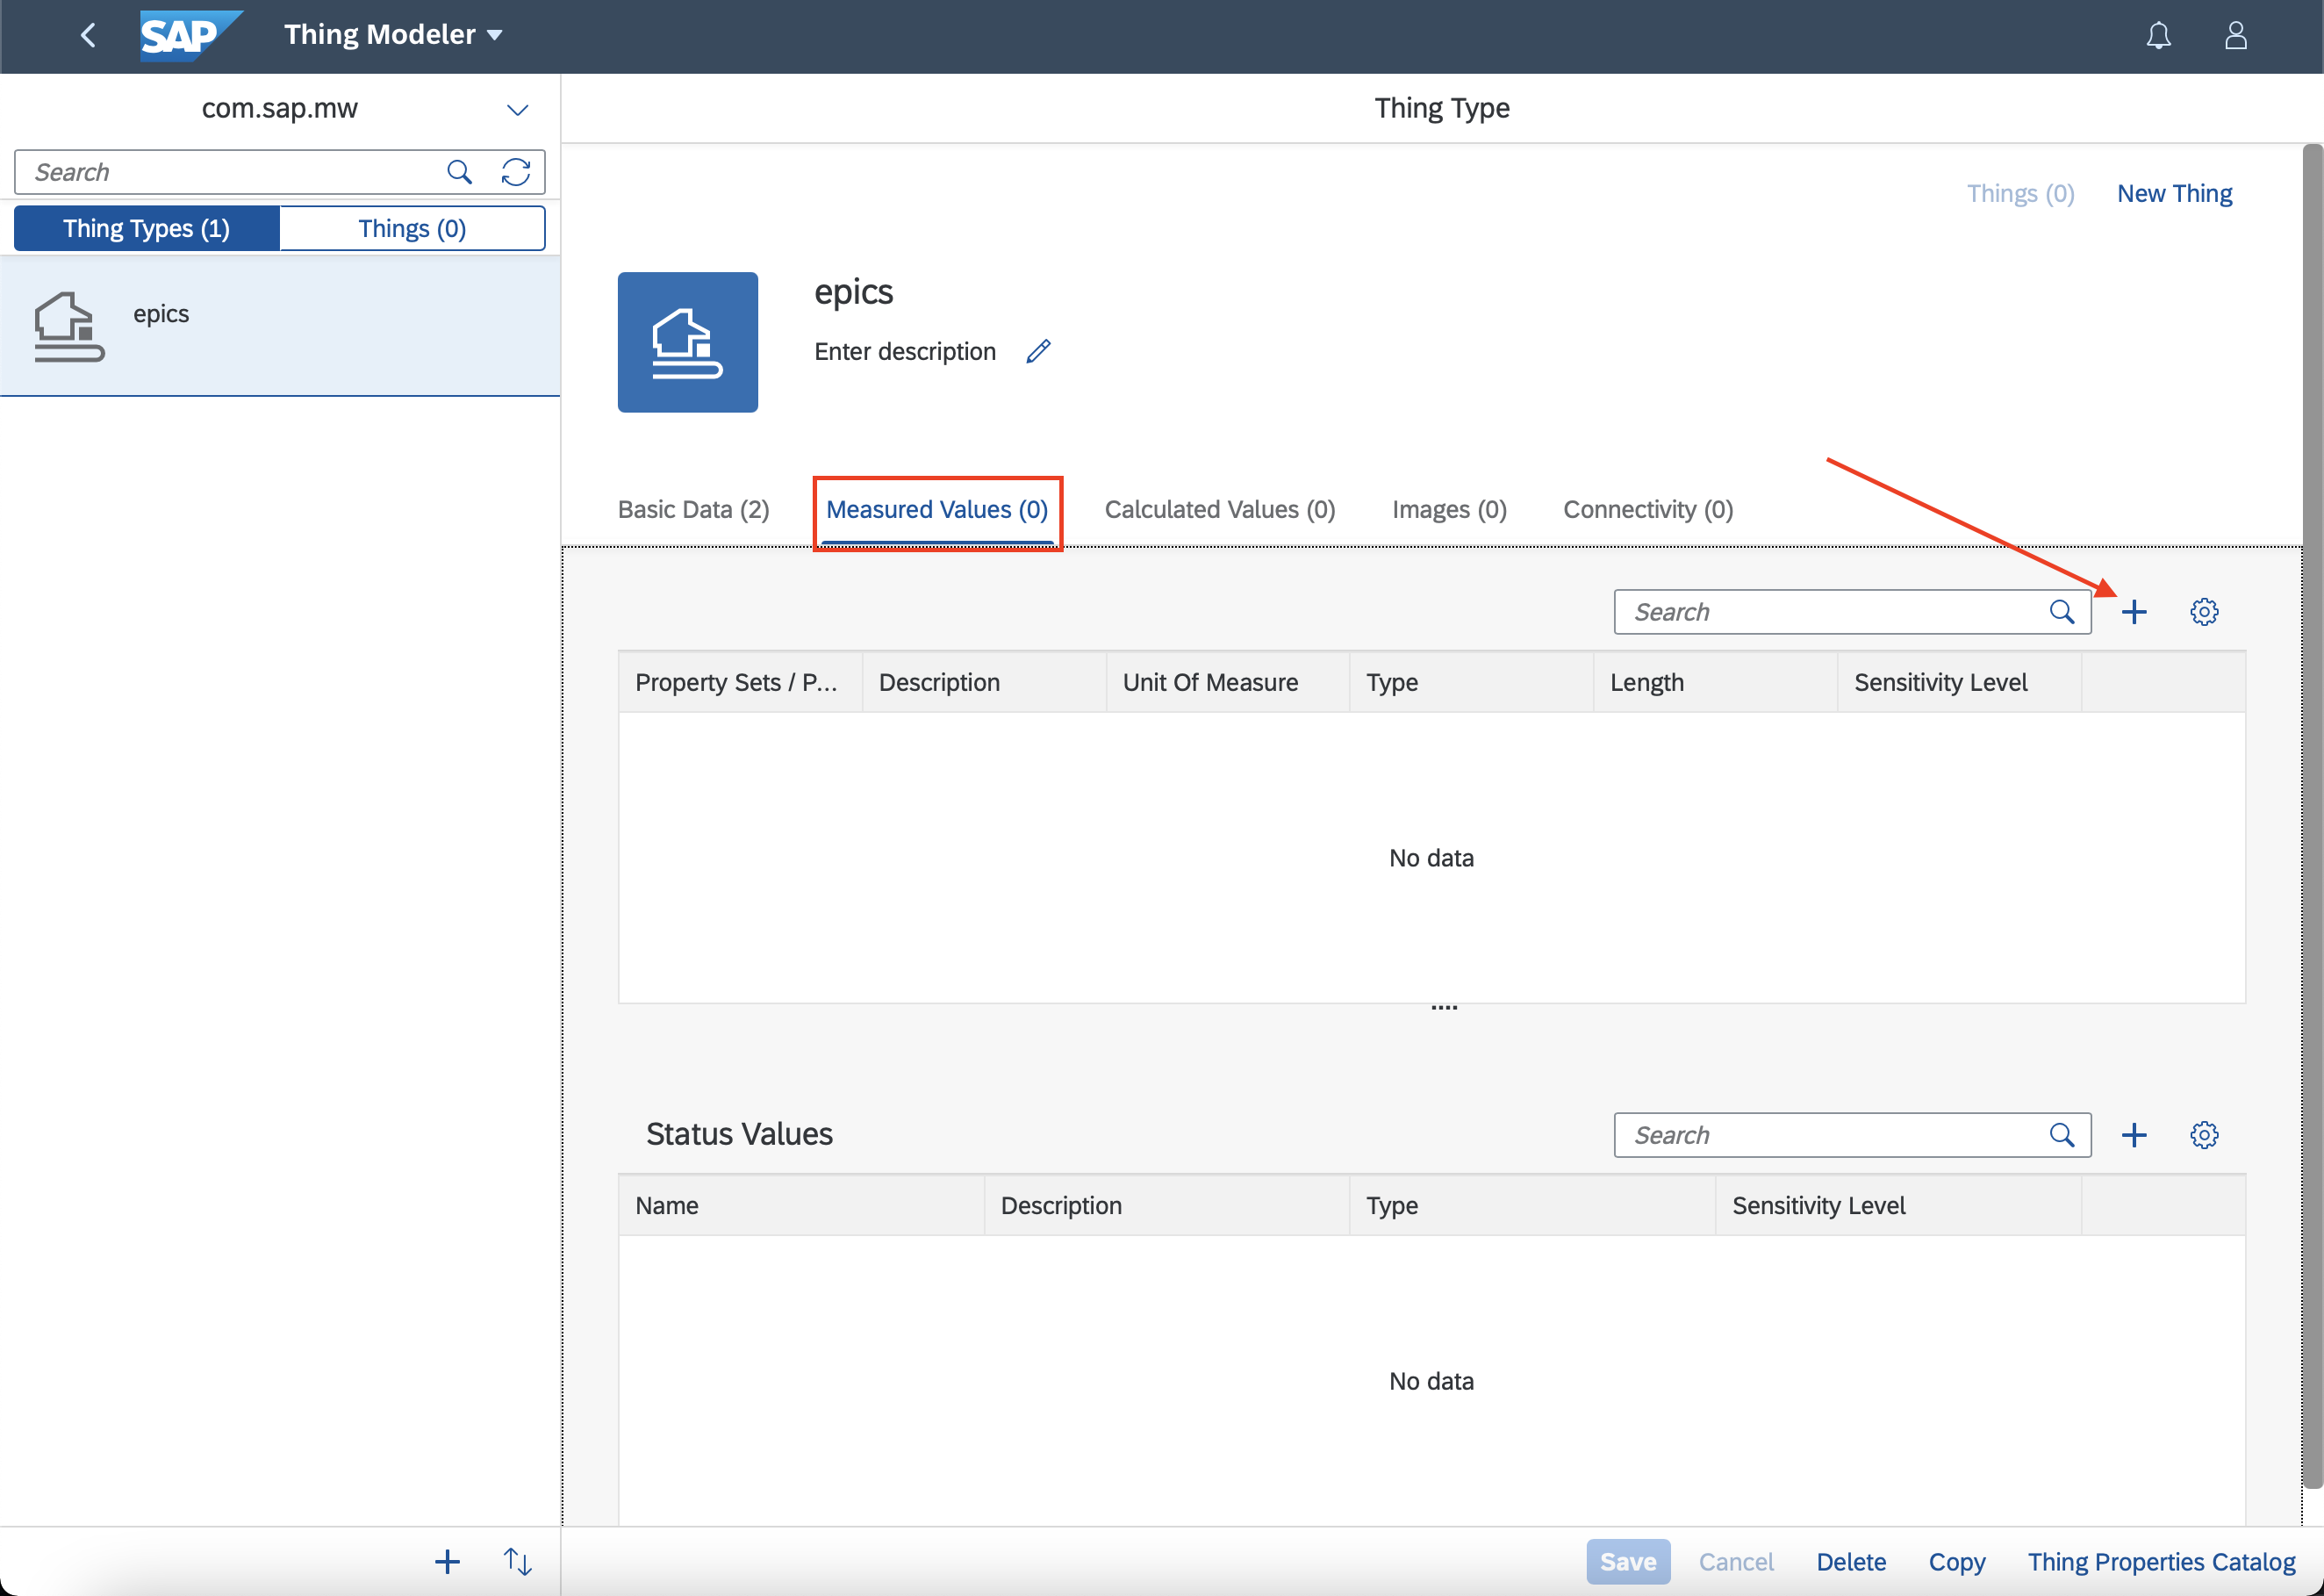 SAP Thing Modeler
com.sap.mw
Search
Thing Types (1) Things (0)
epics
Thing Type
Things (0) New Thing
epics
Enter description
Basic Data (2) Measured Values (0) Calculated Values (0) Images (0) Connectivity (0)
Search
Property Sets / P... Description Unit Of Measure Type Length Sensitivity Level
No data
Status Values Search
Name Description Type Sensitivity Level
No data
Save Cancel Delete Copy Thing Properties Catalog